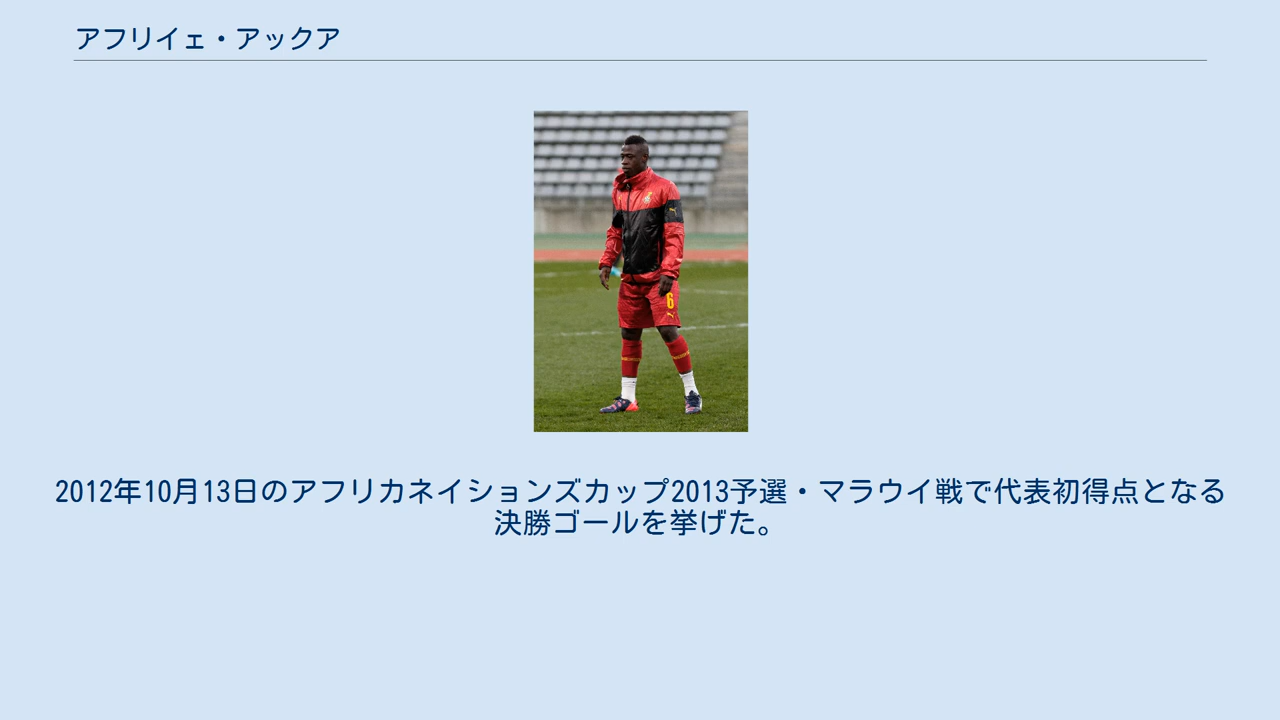 アフリイェ・アックア
6
2012年10月13日のアフリカネイションズカップ2013予選・マラウイ戦で代表初得点となる
決勝ゴールを挙げた。